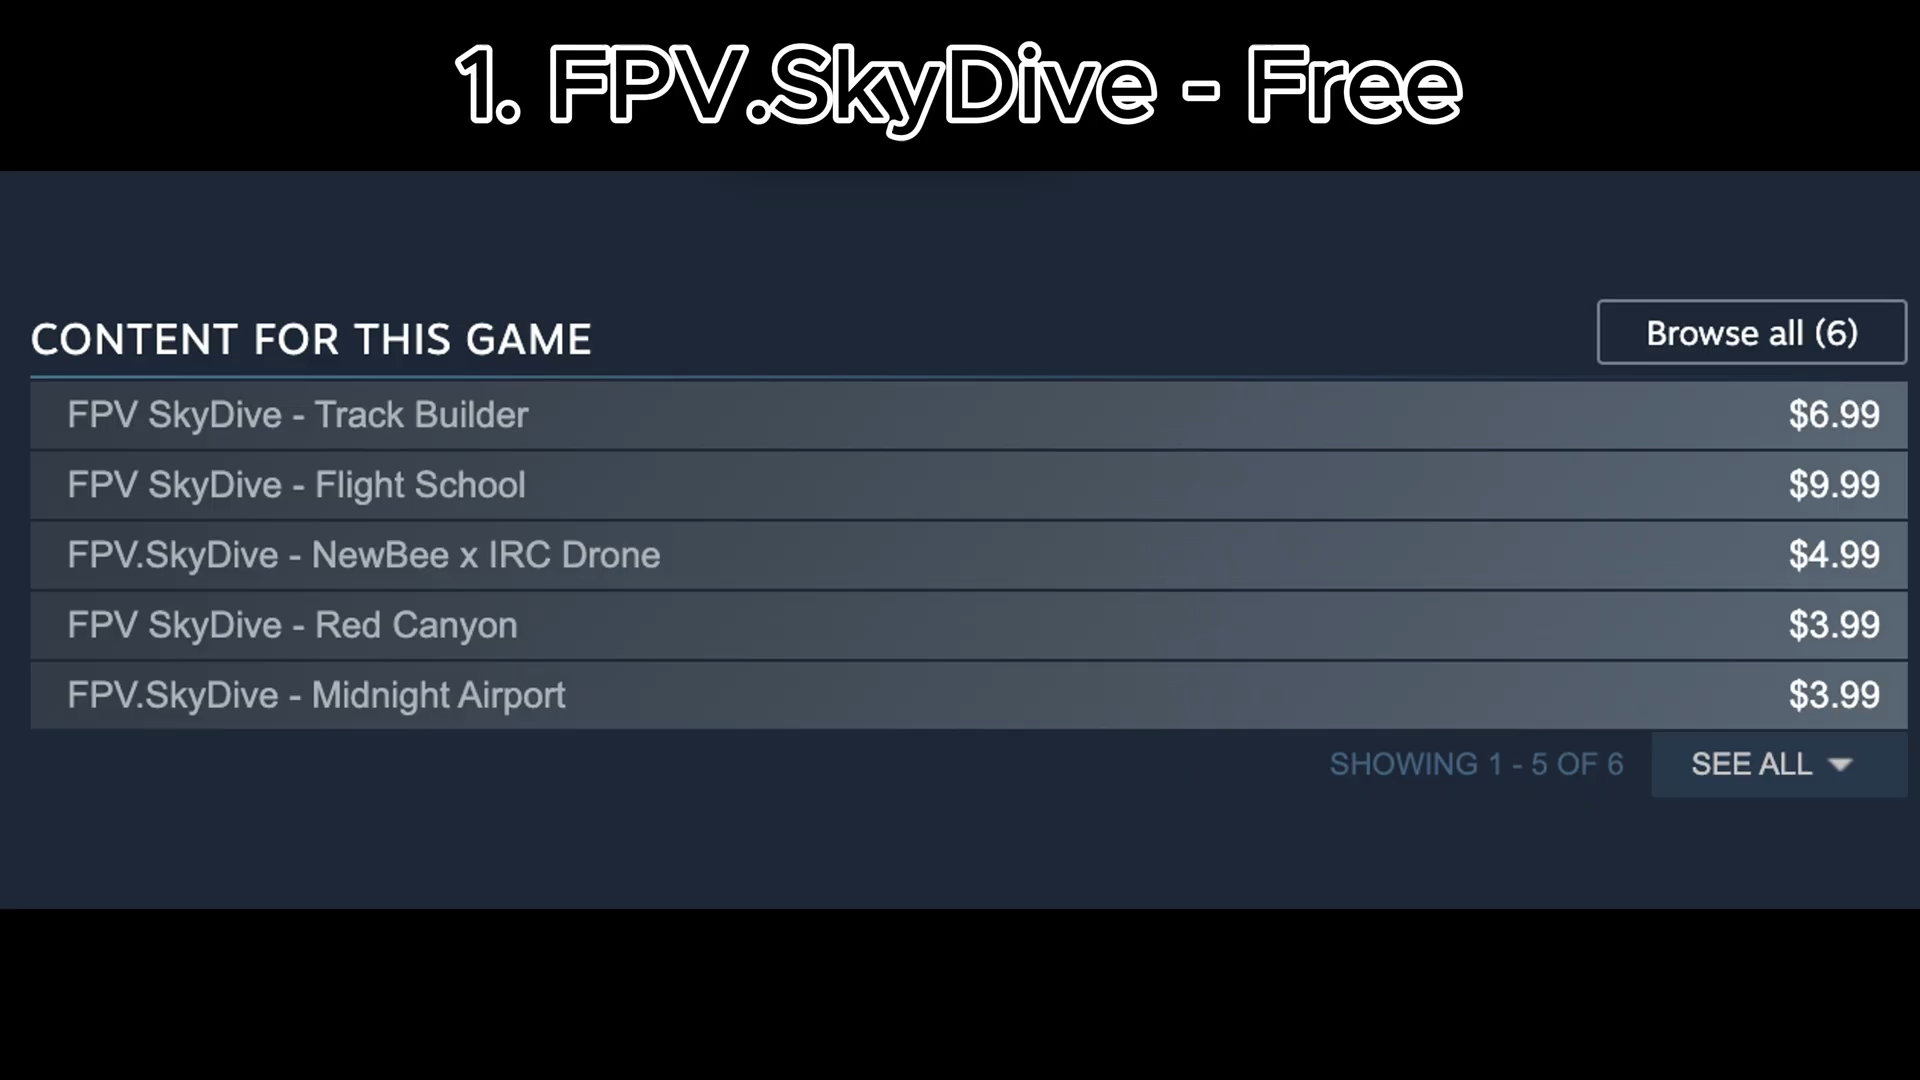 1. FPV.SkyDive - Free
CONTENT FOR THIS GAME
Browse all (6)
FPV SkyDive - Track Builder $6.99
FPV SkyDive - Flight School $9.99
FPV.SkyDive - NewBee x IRC Drone $4.99
FPV SkyDive - Red Canyon $3.99
FPV.SkyDive - Midnight Airport $3.99
SHOWING 1 - 5 OF 6 SEE ALL